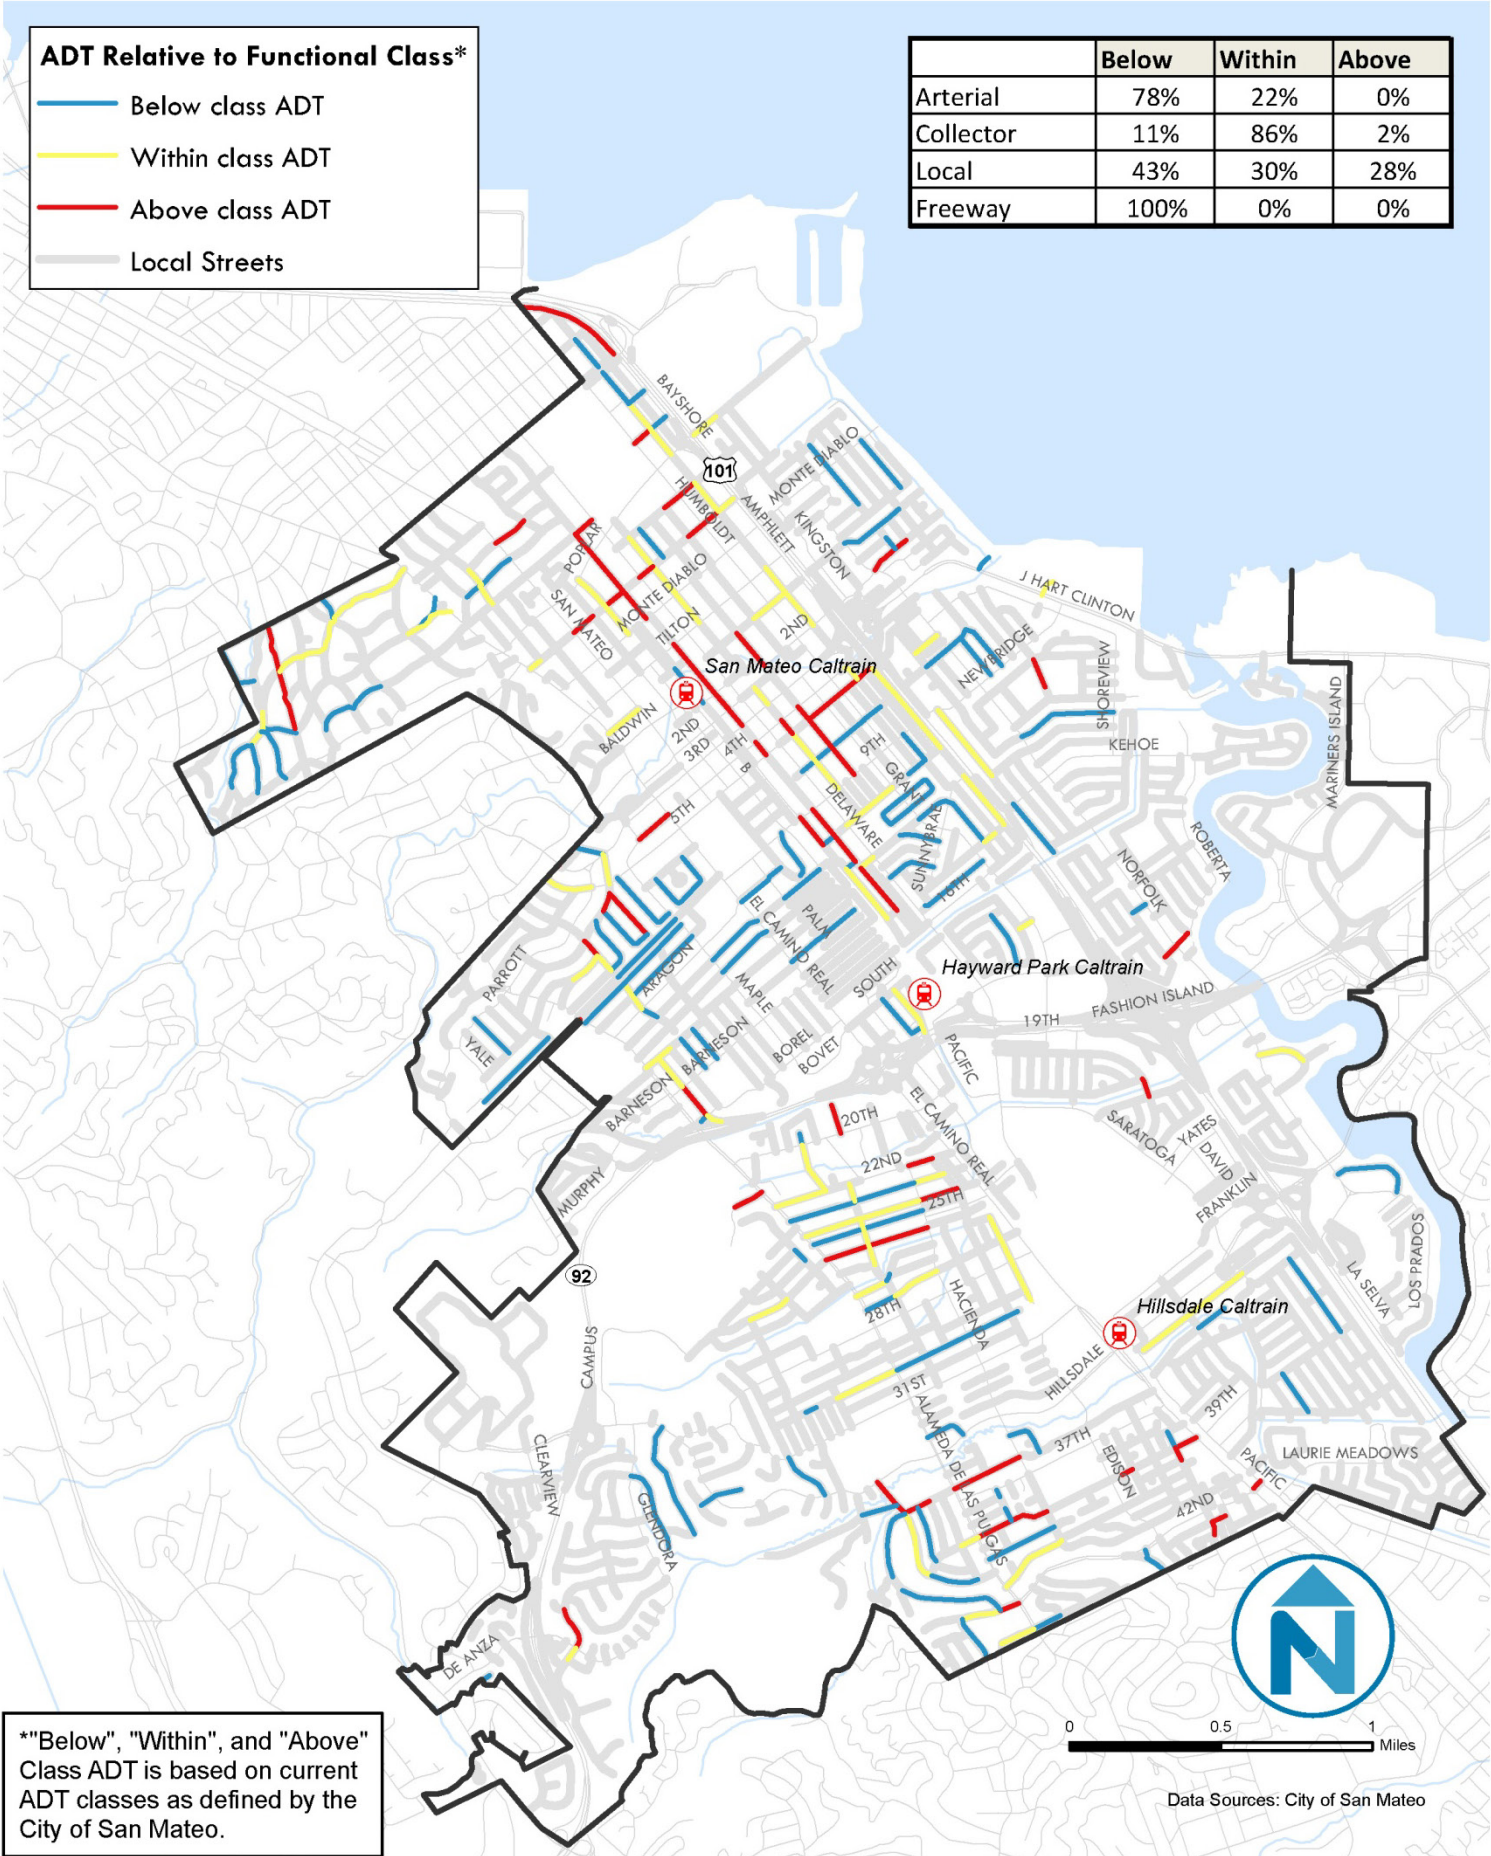 ADT Relative to Functional Class*
Below class ADT
Within class ADT
Above class ADT
Local Streets
Below Within Above
Arterial 78% 22% 0%
Collector 11% 86% 2%
Local 43% 30% 28%
Freeway 100% 0% 0%
BAYSHORE
101
MONTE DIABLO
HUMBOLDT
AMPHLETT
KINGSTON
POPLAR
MONTE DIABLO
SAN MATEO
TILTON
2ND
J HART CLINTON
NEWBRIDGE
SHOREVIEW
San Mateo Caltrain
MARINERS ISLAND
BALDWIN
2ND
3RD
4TH
B
9TH
KEHOE
GRANT
DELAWARE
5TH
SUNNYBRAE
ROBERTA
NORFOLK
16TH
PALM
EL CAMINO REAL
PARROTT
ARAGON
MAPLE
SOUTH
Hayward Park Caltrain
FASHION ISLAND
19TH
YALE
BARNESON
BOREL
BOVET
PACIFIC
BARNESON
20TH
EL CAMINO REAL
SARATOGA
YATES
DAVID
FRANKLIN
22ND
25TH
MURPHY
92
LOS PRADOS
LA SELVA
HACIENDA
28TH
Hillsdale Caltrain
CAMPUS
HILLSDALE
31ST
39TH
ALAMEDA DE LAS PULGAS
37TH
EDISON
PACIFIC
LAURIE MEADOWS
CLEARVIEW
GLENDORA
42ND
DE ANZA
N
0 0.5 1
Miles
Data Sources: City of San Mateo
*"Below", "Within", and "Above"
Class ADT is based on current
ADT classes as defined by the
City of San Mateo.